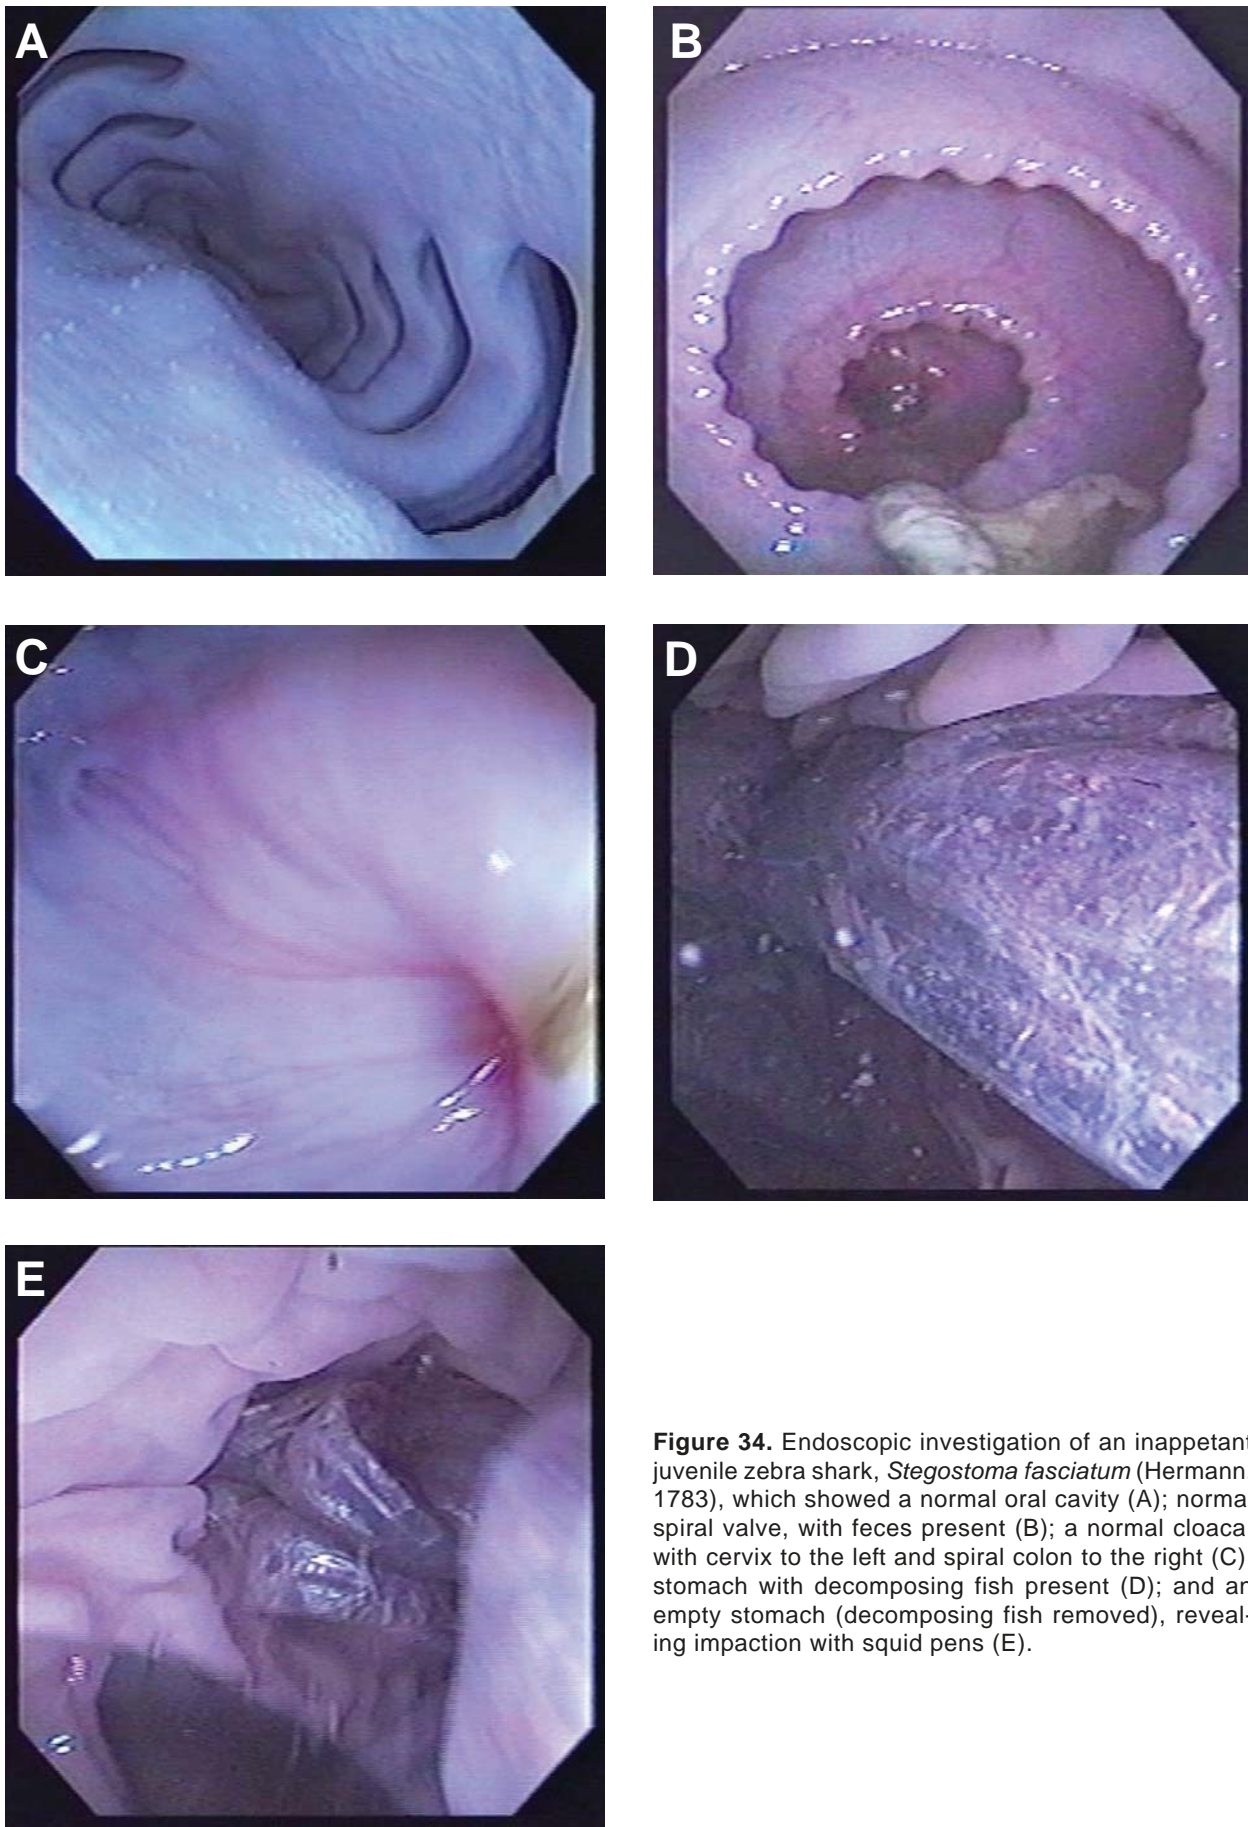 A
B
C
D
E
Figure 34. Endoscopic investigation of an inappetant
juvenile zebra shark, Stegostoma fasciatum (Hermann
1783), which showed a normal oral cavity (A); norma
spiral valve, with feces present (B); a normal cloaca
with cervix to the left and spiral colon to the right (C)
stomach with decomposing fish present (D); and an
empty stomach (decomposing fish removed), reveal-
ing impaction with squid pens (E).